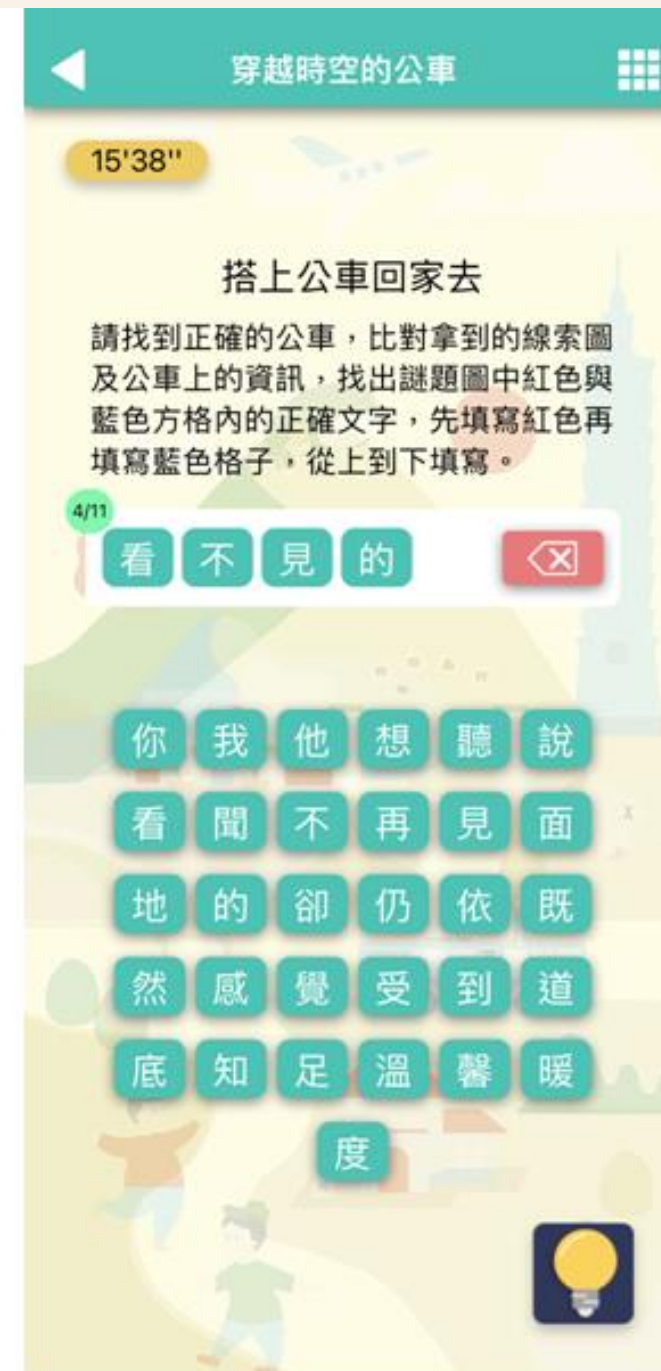 穿越時空的公車
15'38''
搭上公車回家去
請找到正確的公車，比對拿到的線索圖
及公車上的資訊，找出謎題圖中紅色與
藍色方格內的正確文字，先填寫紅色再
填寫藍色格子，從上到下填寫。
4/11
看不見的
你我他想聽說
看聞不再見面
地的卻仍依既
然感覺受到道
底知足溫馨暖
度